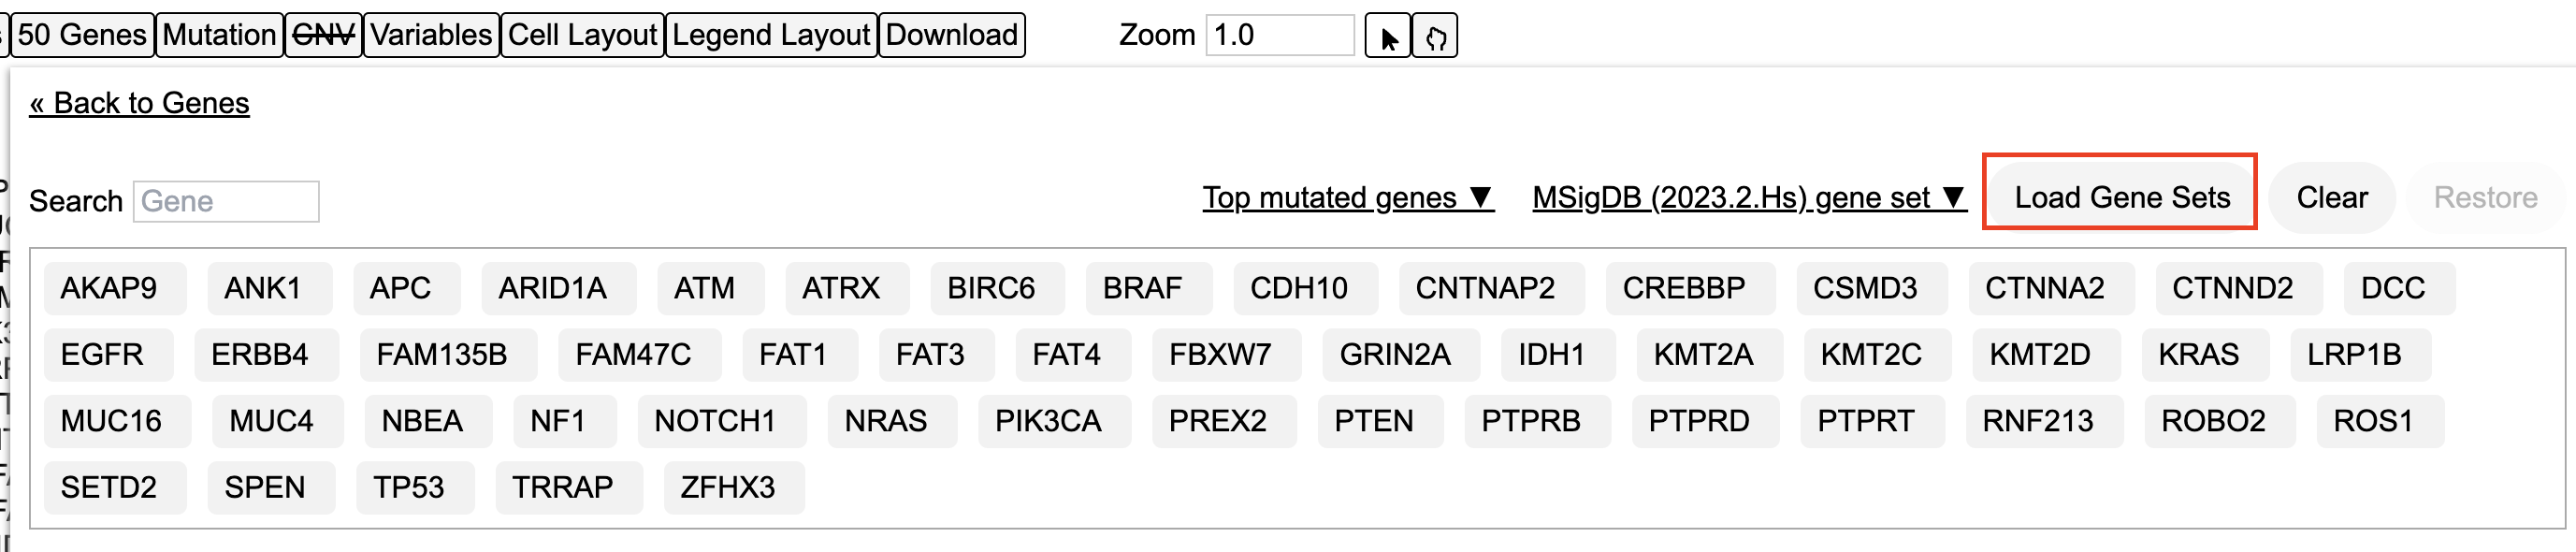 50 Genes Mutation CNV Variables Cell Layout Legend Layout Download Zoom 1.0
« Back to Genes
Search Gene Top mutated genes ▼ MSigDB (2023.2.Hs) gene set ▼ Load Gene Sets Clear Restore
AKAP9 ANK1 APC ARID1A ATM ATRX BIRC6 BRAF CDH10 CNTNAP2 CREBBP CSMD3 CTNNA2 CTNND2 DCC
EGFR ERBB4 FAM135B FAM47C FAT1 FAT3 FAT4 FBXW7 GRIN2A IDH1 KMT2A KMT2C KMT2D KRAS LRP1B
MUC16 MUC4 NBEA NF1 NOTCH1 NRAS PIK3CA PREX2 PTEN PTPRB PTPRD PTPRT RNF213 ROBO2 ROS1
SETD2 SPEN TP53 TRRAP ZFHX3